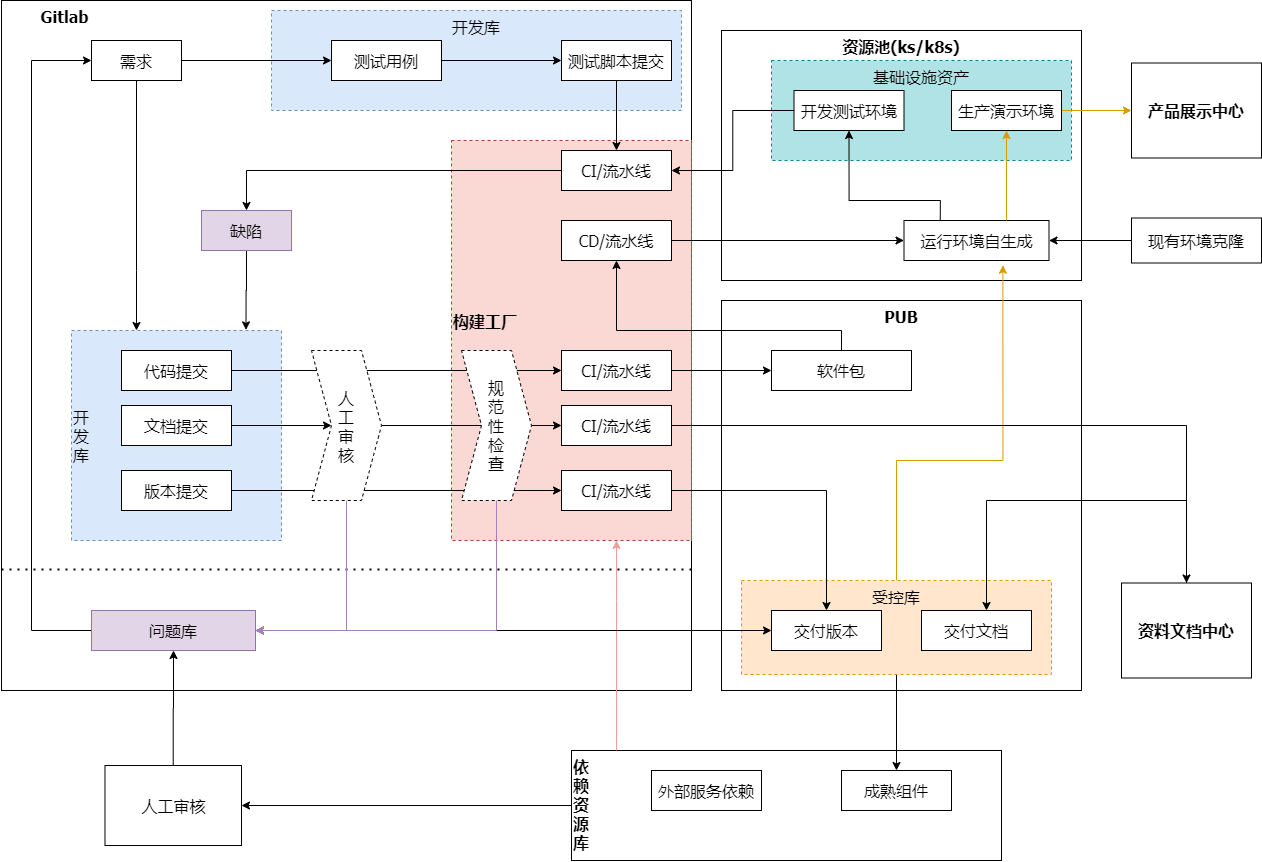 Gitlab
开发库
需求
测试用例
测试脚本提交
资源池(ks/k8s)
基础设施资产
开发测试环境
生产演示环境
产品展示中心
CI/流水线
缺陷
CD/流水线
运行环境自生成
现有环境克隆
构建工厂
PUB
开发库
代码提交
人工审核
规范性检查
CI/流水线
软件包
文档提交
CI/流水线
版本提交
CI/流水线
受控库
问题库
交付版本
交付文档
资料文档中心
依赖资源库
外部服务依赖
成熟组件
人工审核